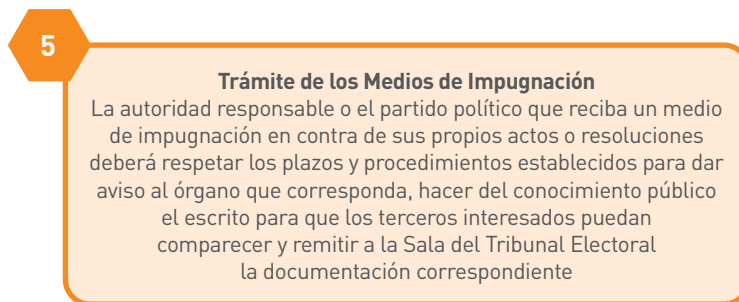 5
Trámite de los Medios de Impugnación
La autoridad responsable o el partido político que reciba un medio
de impugnación en contra de sus propios actos o resoluciones
deberá respetar los plazos y procedimientos establecidos para dar
aviso al órgano que corresponda, hacer del conocimiento público
el escrito para que los terceros interesados puedan
comparecer y remitir a la Sala del Tribunal Electoral
la documentación correspondiente